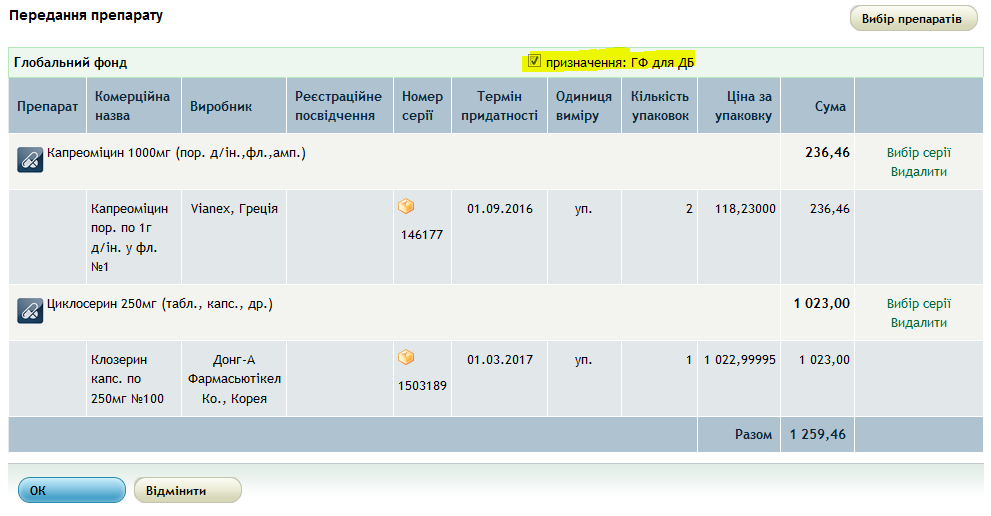 Передання препарату
Вибір препаратів
Глобальний фонд
призначення: ГФ для ДБ
Препарат
Комерційна
назва
Виробник
Реєстраційне
посвідчення
Номер
серії
Термін
придатності
Одиниця
виміру
Кількість
упаковок
Ціна за
упаковку
Сума
Капреоміцин 1000мг (пор. д/ін.,фл.,амп.)
236,46
Вибір серії
Видалити
Капреоміцин
пор. по 1г
д/ін. у фл.
№1
Vianex, Греція
146177
01.09.2016
уп.
2
118,23000
236,46
Циклосерин 250мг (табл., капс., др.)
1 023,00
Вибір серії
Видалити
Клозерин
капс. по
250мг №100
Донг-А
Фармасьютікел
Ко., Корея
1503189
01.03.2017
уп.
1
1 022,99995
1 023,00
Разом
1 259,46
ОК
Відмінити